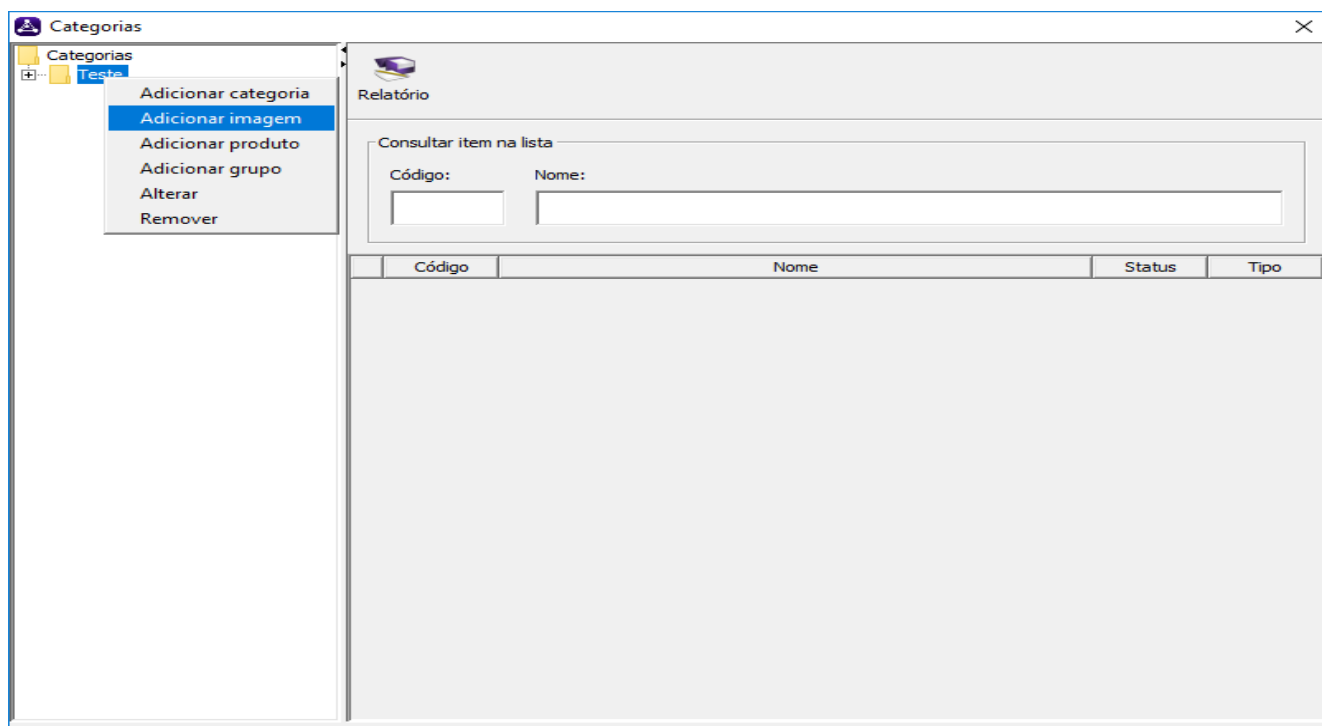 Categorias
Categorias
Teste
Adicionar categoria
Adicionar imagem
Adicionar produto
Adicionar grupo
Alterar
Remover
Relatório
Consultar item na lista
Código: Nome:
Código Nome Status Tipo